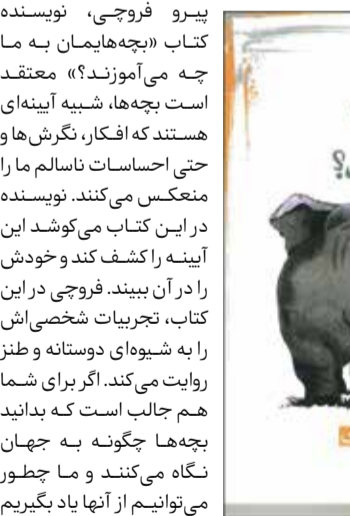 پیرو فروچی، نویسنده
کتاب «بچه‌هایمان به ما
چه می‌آموزند؟» معتقد
است بچه‌ها، شبیه آیینه‌ای
هستند که افکار، نگرش‌ها و
حتی احساسات ناسالم ما را
منعکس می‌کنند. نویسنده
در این کتاب می‌کوشد این
آیینه را کشف کند و خودش
را در آن ببیند. فروچی در این
کتاب، تجربیات شخصی‌اش
را به شیوه‌ای دوستانه و طنز
روایت می‌کند. اگر برای شما
هم جالب است که بدانید
بچه‌ها چگونه به جهان
نگاه می‌کنند و ما چطور
می‌توانیم از آنها یاد بگیریم
؟